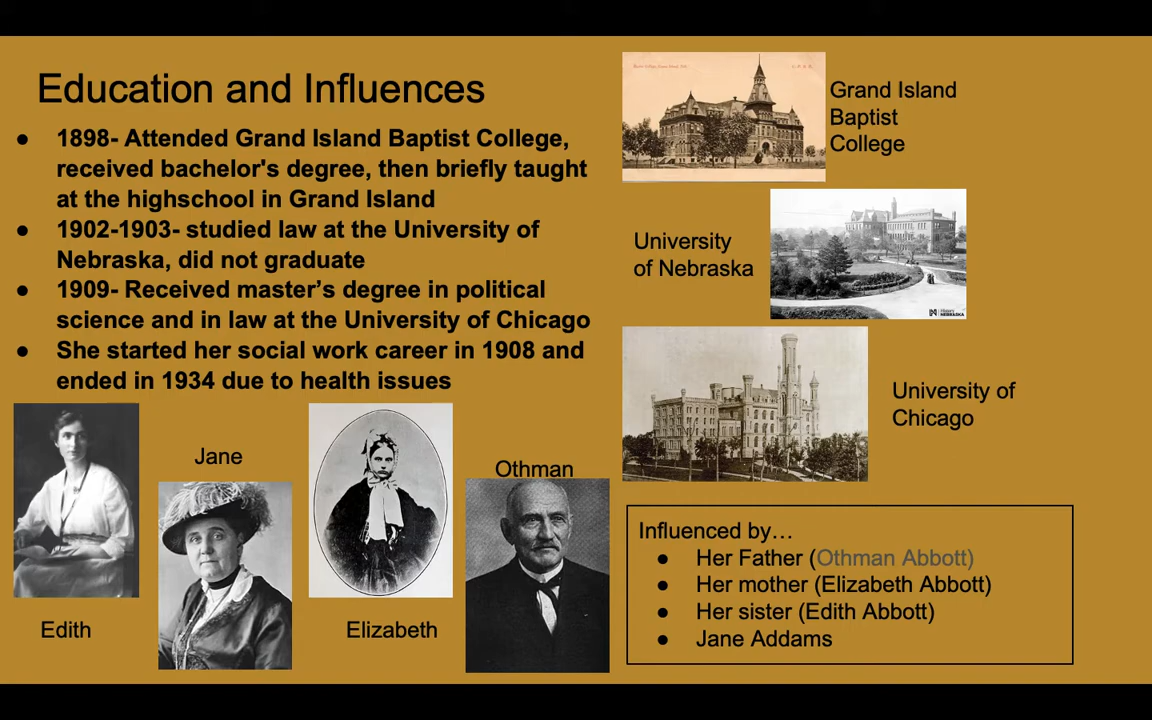 Education and Influences
● 1898- Attended Grand Island Baptist College,
received bachelor's degree, then briefly taught
at the highschool in Grand Island
● 1902-1903- studied law at the University of
Nebraska, did not graduate
● 1909- Received master’s degree in political
science and in law at the University of Chicago
● She started her social work career in 1908 and
ended in 1934 due to health issues
Grand Island
Baptist
College
University
of Nebraska
NEBRASKA
University of
Chicago
Edith
Jane
Elizabeth
Othman
Influenced by…
● Her Father (Othman Abbott)
● Her mother (Elizabeth Abbott)
● Her sister (Edith Abbott)
● Jane Addams